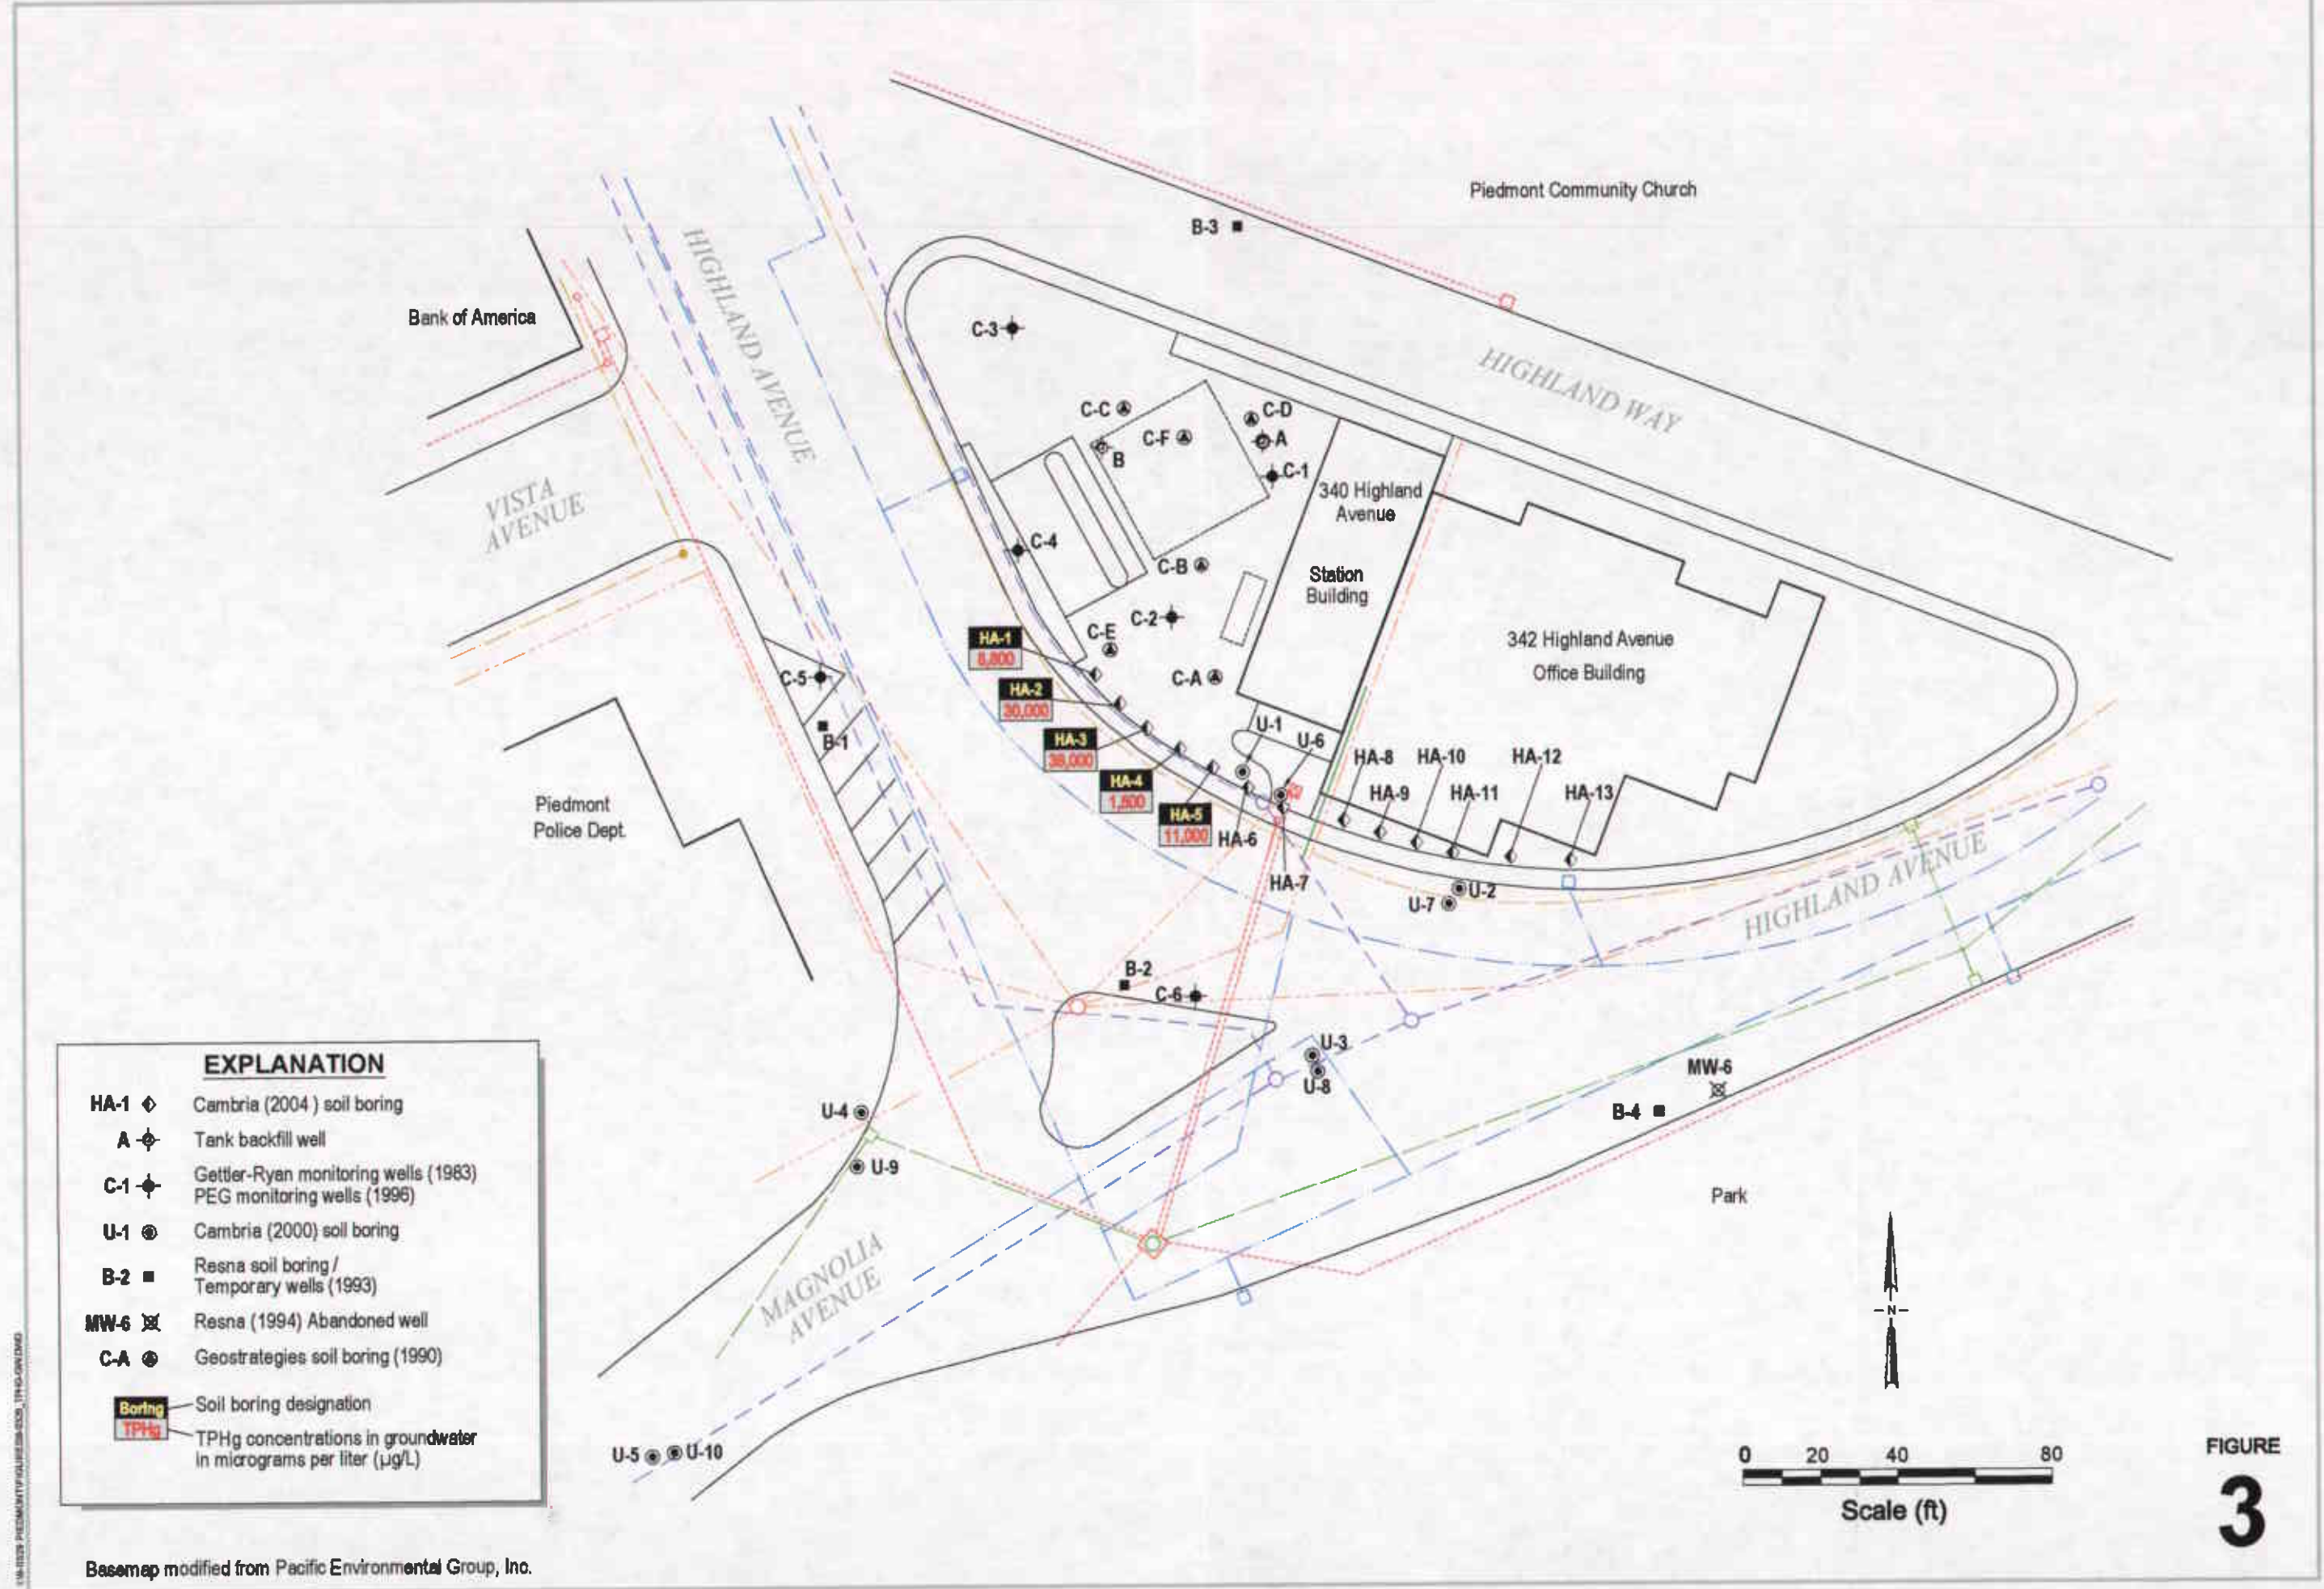 Piedmont Community Church
B-3
HIGHLAND AVENUE
Bank of America
C-3
HIGHLAND WAY
C-C
C-D
C-F
A
B
C-1
340 Highland
Avenue
VISTA
AVENUE
C-4
C-B
Station
Building
C-2
C-E
HA-1
342 Highland Avenue
Office Building
C-5
C-A
HA-2
30,000
B-1
HA-3
U-1
U-6
HA-8
HA-10
HA-12
HA-4
HA-9
HA-11
HA-13
Piedmont
Police Dept.
HA-5
11,000
HA-6
HA-7
U-2
U-7
HIGHLAND AVENUE
B-2
C-6
U-3
U-8
MW-6
B-4
U-4
U-9
Park
MAGNOLIA
AVENUE
U-5
U-10
EXPLANATION
HA-1 Cambria (2004 ) soil boring
A Tank backfill well
C-1 Gettler-Ryan monitoring wells (1983)
PEG monitoring wells (1996)
U-1 Cambria (2000) soil boring
B-2 Resna soil boring /
Temporary wells (1993)
MW-6 Resna (1994) Abandoned well
C-A Geostrategies soil boring (1990)
Boring Soil boring designation
TPHg TPHg concentrations in groundwater
in micrograms per liter (µg/L)
N
0 20 40 80
Scale (ft)
FIGURE
3
Basemap modified from Pacific Environmental Group, Inc.